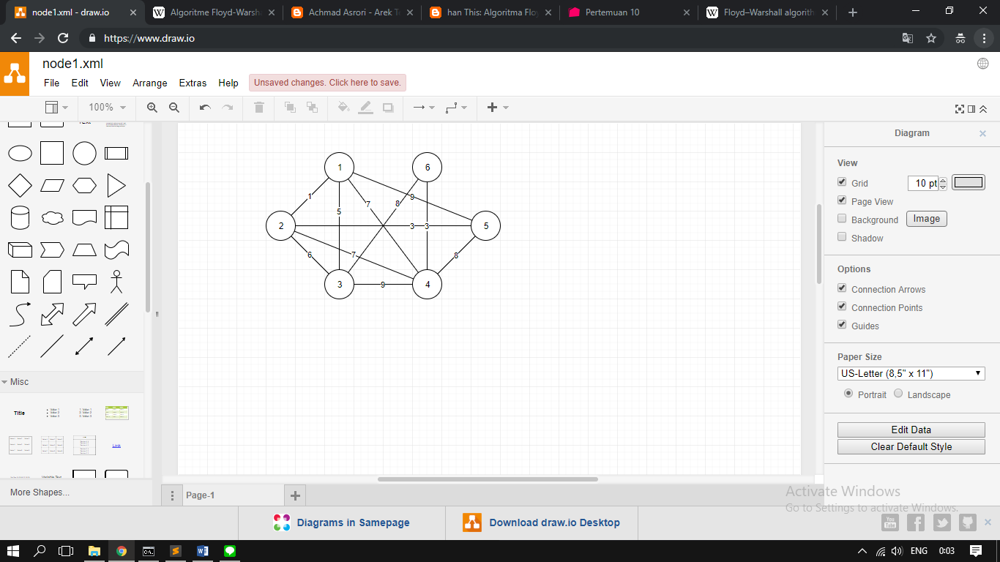 node1.xml - draw.io
Algoritme Floyd-Warsha
Achmad Asrori - Arek T
han This: Algoritma Flo
Pertemuan 10
Floyd–Warshall algorith
https://www.draw.io
node1.xml
File Edit View Arrange Extras Help Unsaved changes. Click here to save.
100%
Diagram
1 6
2 5
3 4
1 5 7 8 9
3 3
6 7 8
9
View
Grid 10 pt
Page View
Background Image
Shadow
Options
Connection Arrows
Connection Points
Guides
Paper Size
US-Letter (8,5" x 11")
Portrait Landscape
Edit Data
Clear Default Style
Misc
Title
Link
More Shapes...
Page-1
Activate Windows
Go to Settings to activate Windows.
Diagrams in Samepage
Download draw.io Desktop
You
Tube
ENG 0:03